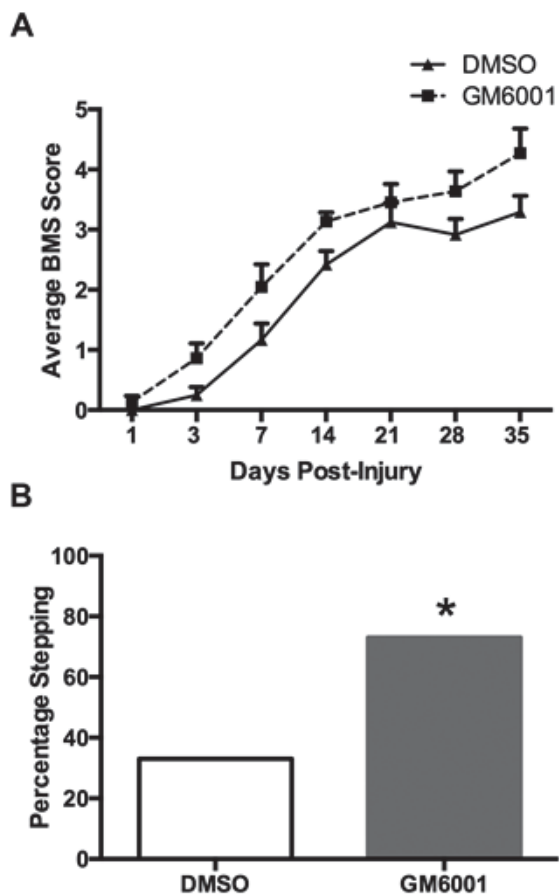 A
DMSO
GM6001
Average BMS Score
5
4
3
2
1
0
1 3 7 14 21 28 35
Days Post-Injury
B
Percentage Stepping
100
80
60
40
20
0
*
DMSO GM6001